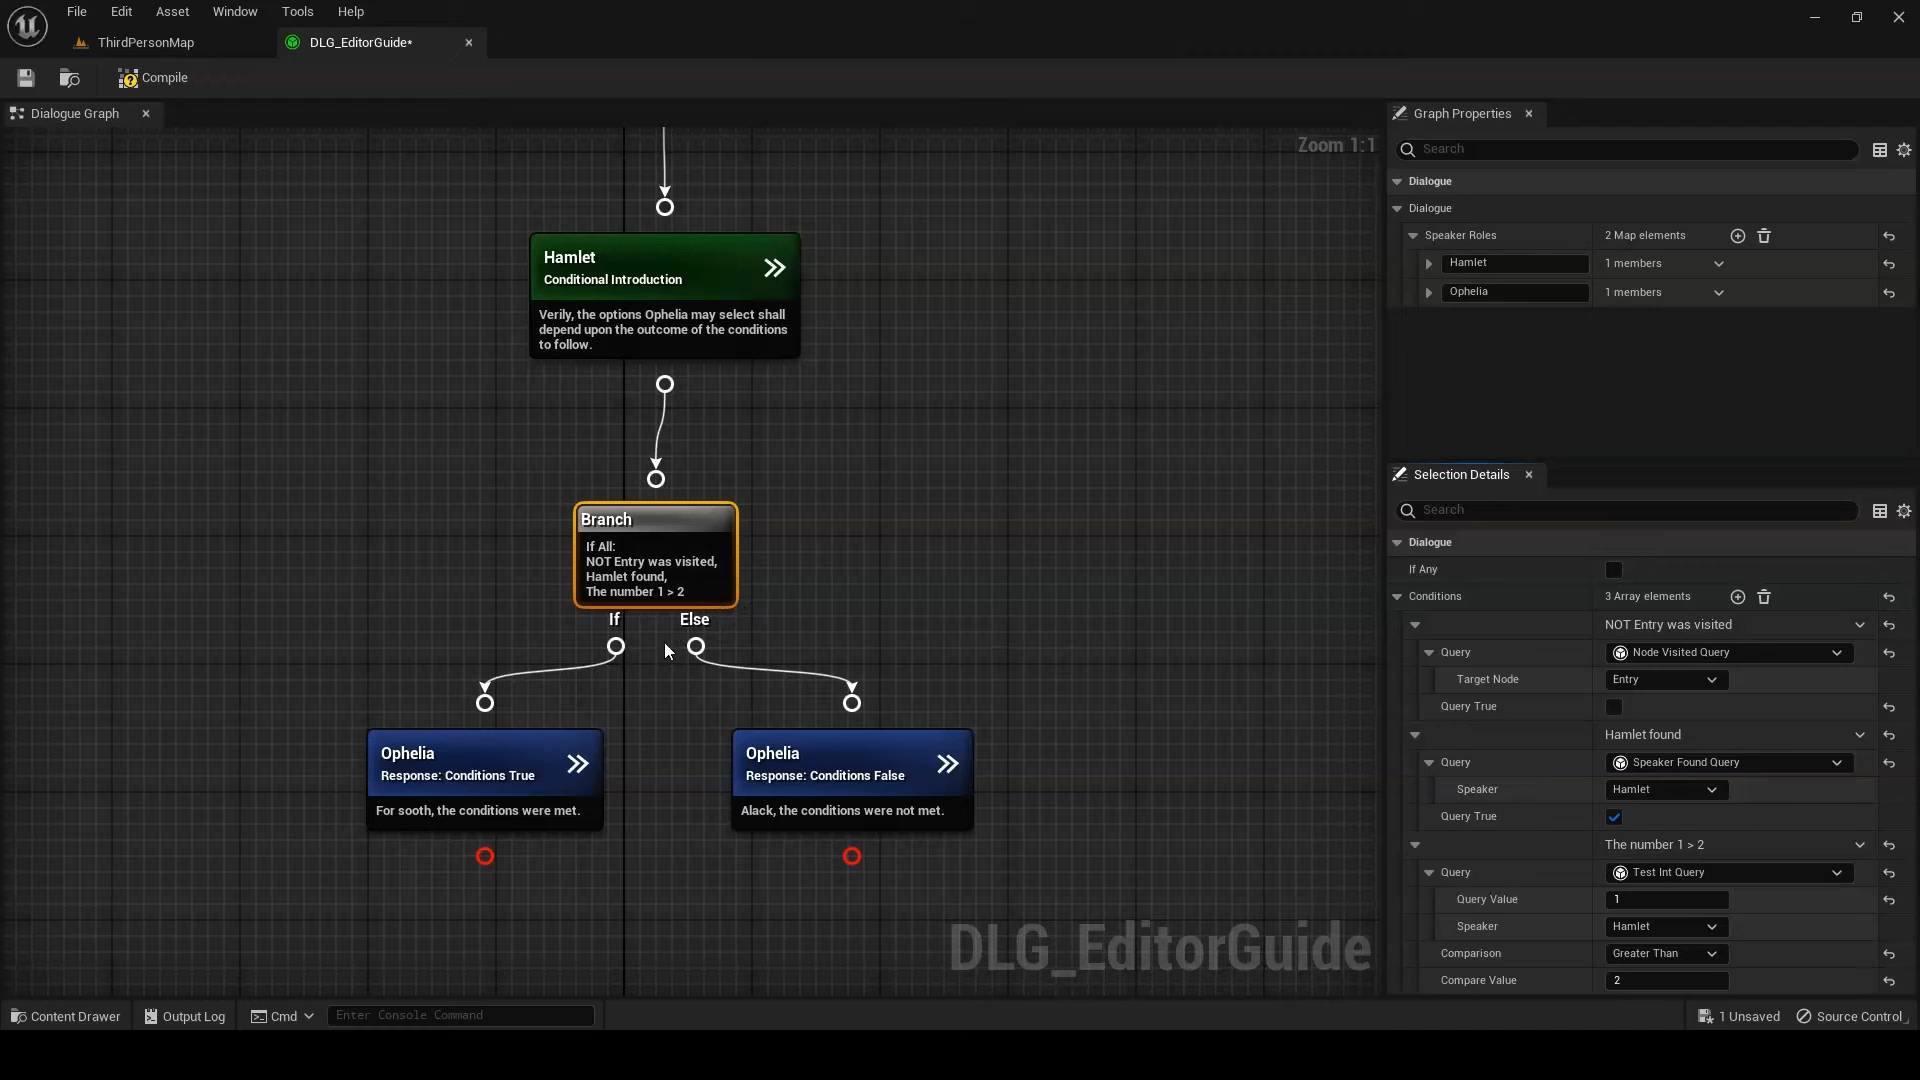 File Edit Asset Window Tools Help
ThirdPersonMap
DLG_EditorGuide*
Compile
Dialogue Graph
Zoom 1:1
Hamlet
Conditional Introduction
Verily, the options Ophelia may select shall
depend upon the outcome of the conditions
to follow.
Branch
If All:
NOT Entry was visited,
Hamlet found,
The number 1 > 2
If Else
Ophelia
Response: Conditions True
For sooth, the conditions were met.
Ophelia
Response: Conditions False
Alack, the conditions were not met.
DLG_EditorGuide
Graph Properties
Search
Dialogue
Dialogue
Speaker Roles 2 Map elements
Hamlet 1 members
Ophelia 1 members
Selection Details
Search
Dialogue
If Any
Conditions 3 Array elements
NOT Entry was visited
Query Node Visited Query
Target Node Entry
Query True
Hamlet found
Query Speaker Found Query
Speaker Hamlet
Query True
The number 1 > 2
Query Test Int Query
Query Value 1
Speaker Hamlet
Comparison Greater Than
Compare Value 2
Content Drawer Output Log Cmd Enter Console Command 1 Unsaved Source Control